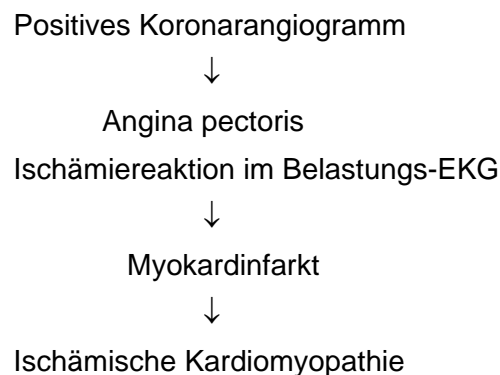 Positives Koronarangiogramm
↓
Angina pectoris
Ischämiereaktion im Belastungs-EKG
↓
Myokardinfarkt
↓
Ischämische Kardiomyopathie